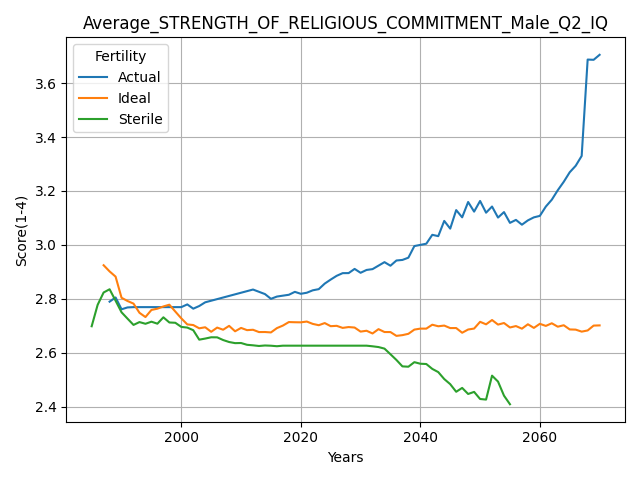 Average_STRENGTH_OF_RELIGIOUS_COMMITMENT_Male_Q2_IQ
Fertility
Actual
Ideal
Sterile
Score(1-4)
3.6
3.4
3.2
3.0
2.8
2.6
2.4
2000
2020
2040
2060
Years